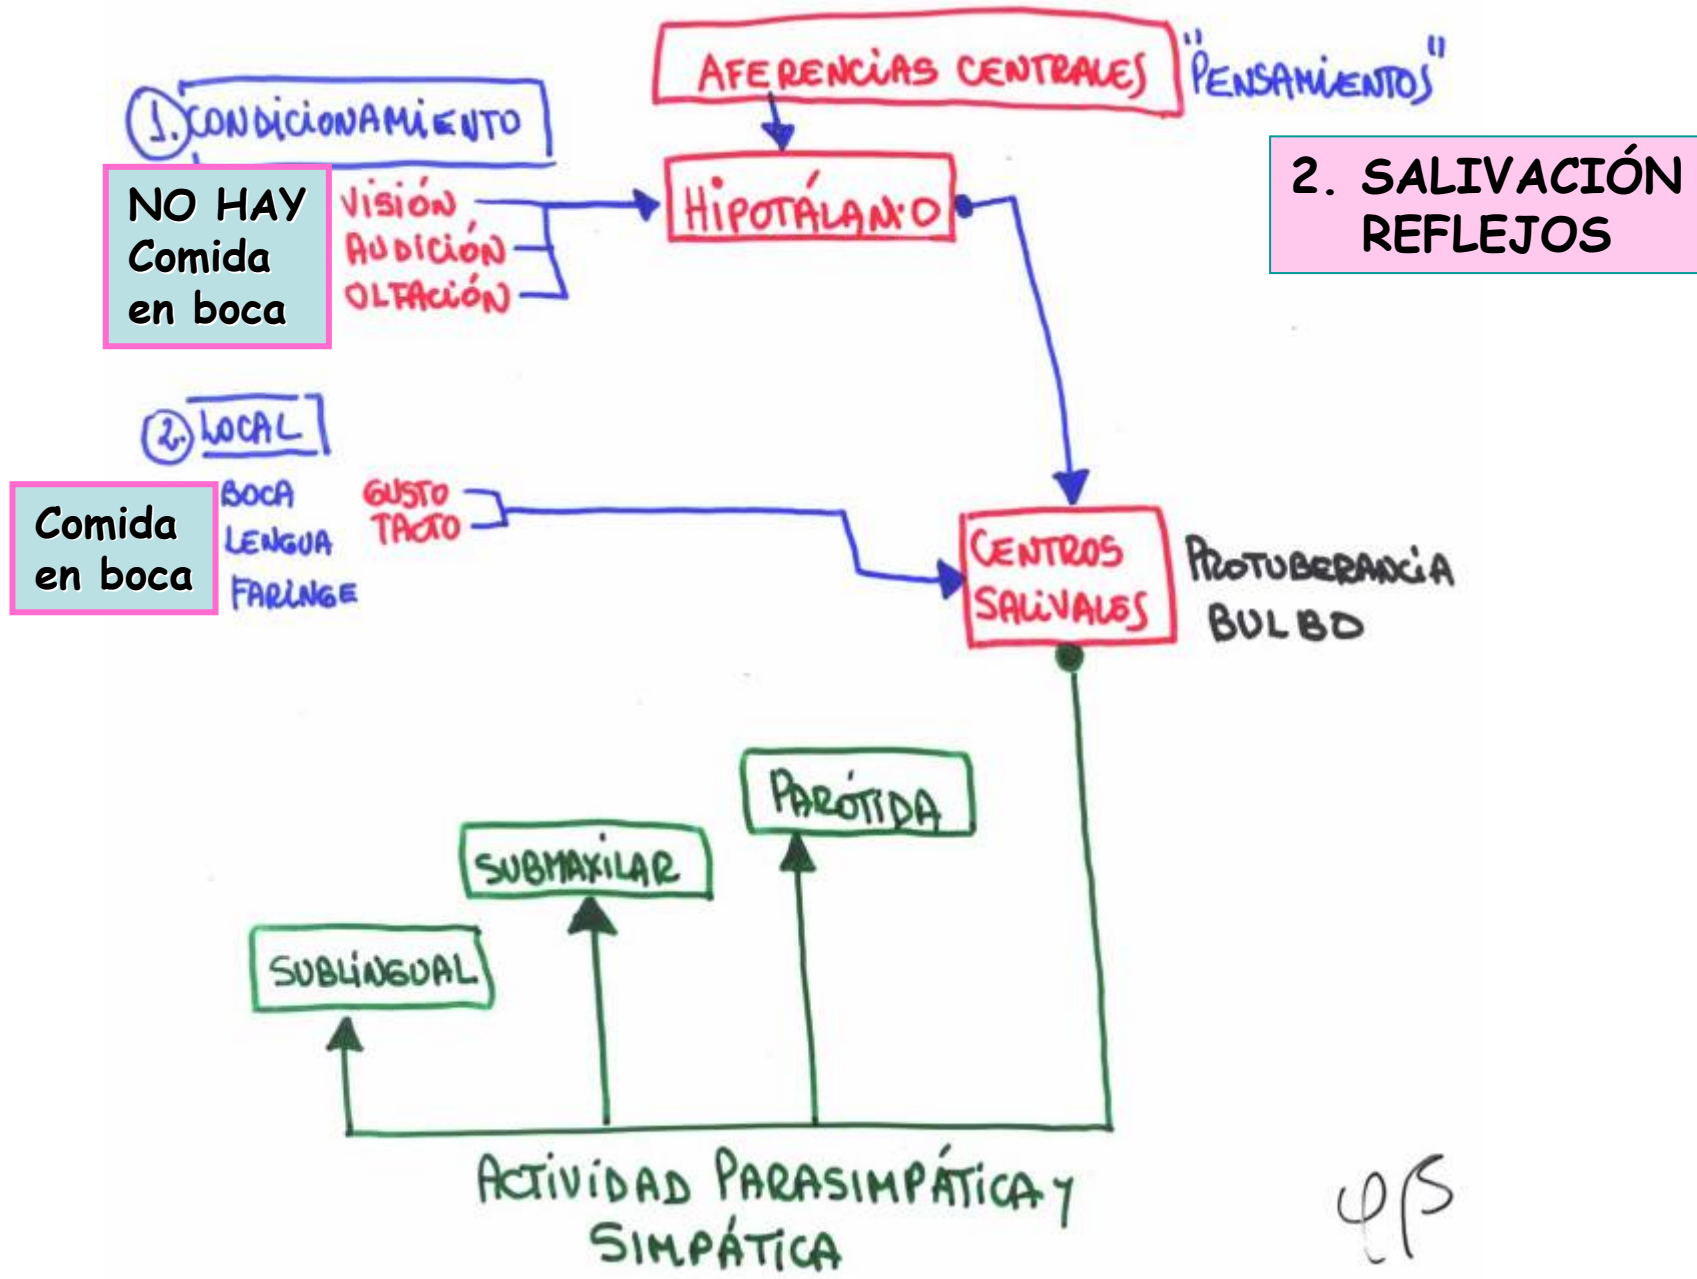 AFERENCIAS CENTRALES
"PENSAMIENTOS"
1. CONDICIONAMIENTO
2. SALIVACIÓN
REFLEJOS
NO HAY
Comida
en boca
VISIÓN
AUDICIÓN
OLFACIÓN
HIPOTÁLAMO
2. LOCAL
Comida
en boca
BOCA
LENGUA
FARINGE
GUSTO
TACTO
CENTROS
SALIVALES
PROTUBERANCIA
BULBO
PARÓTIDA
SUBMAXILAR
SUBLINGUAL
ACTIVIDAD PARASIMPÁTICA Y
SIMPÁTICA